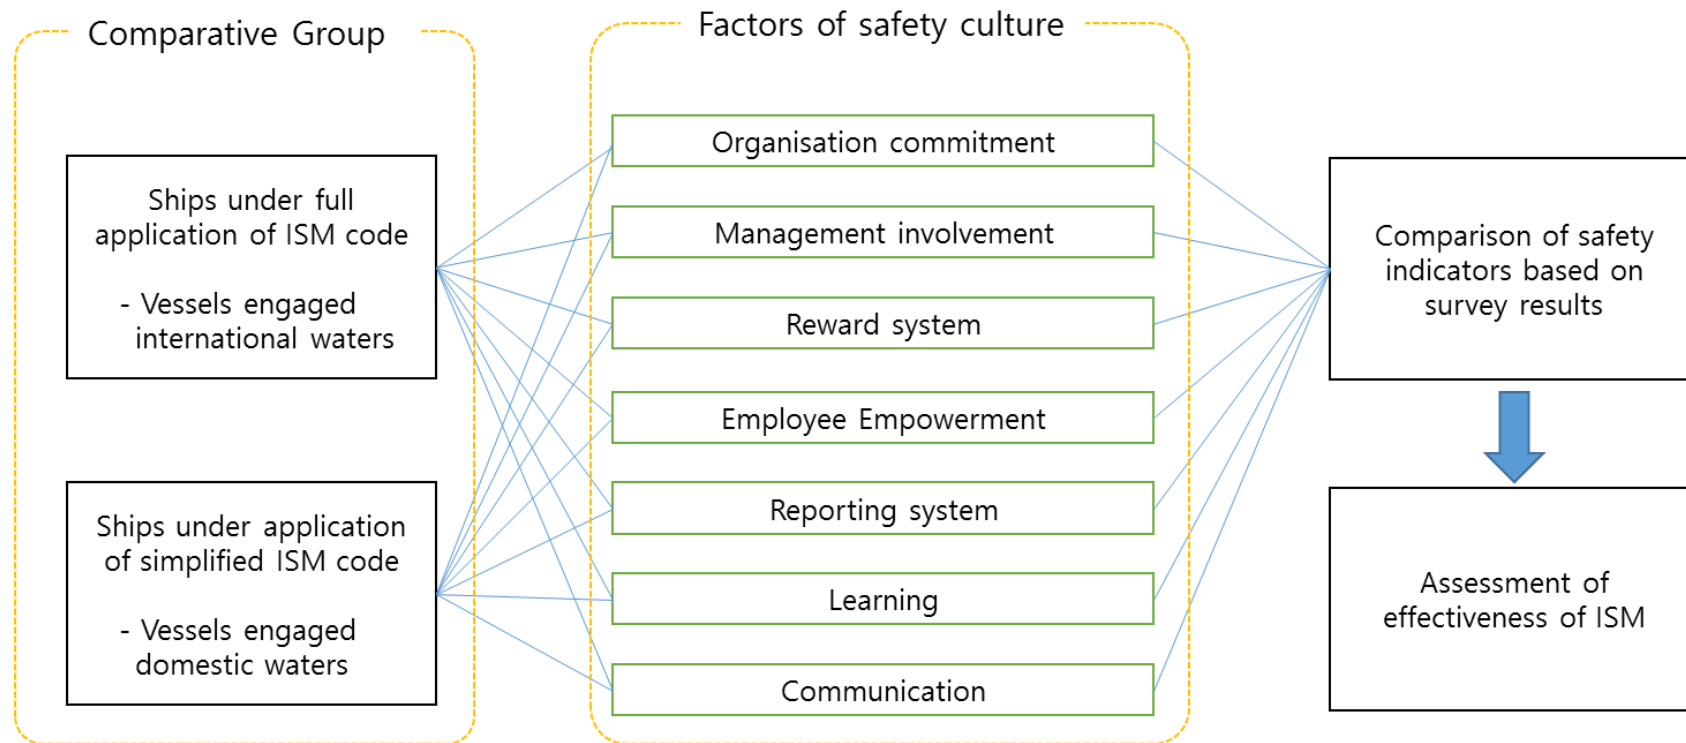 Comparative Group
Factors of safety culture
Ships under full
application of ISM code
- Vessels engaged
international waters
Ships under application
of simplified ISM code
- Vessels engaged
domestic waters
Organisation commitment
Management involvement
Reward system
Employee Empowerment
Reporting system
Learning
Communication
Comparison of safety
indicators based on
survey results
Assessment of
effectiveness of ISM